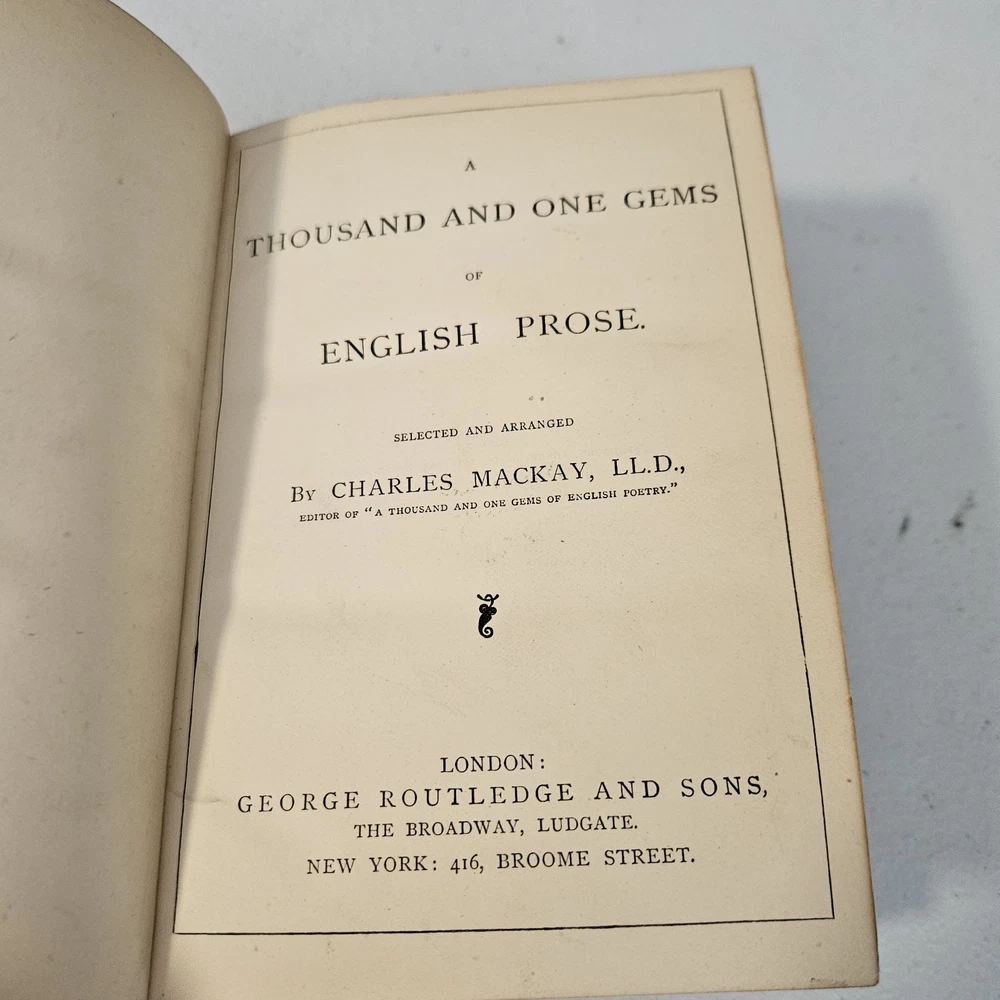 A
THOUSAND AND ONE GEMS
OF
ENGLISH PROSE.
SELECTED AND ARRANGED
BY CHARLES MACKAY, LL.D.,
EDITOR OF "A THOUSAND AND ONE GEMS OF ENGLISH POETRY."
LONDON:
GEORGE ROUTLEDGE AND SONS,
THE BROADWAY, LUDGATE.
NEW YORK: 416, BROOME STREET.